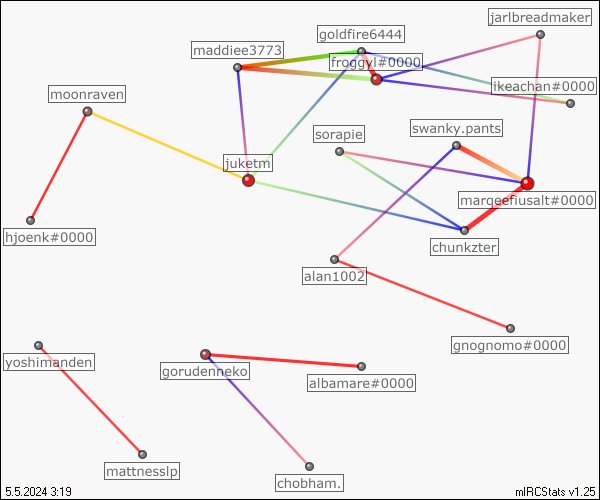 jarlbreadmaker
goldfire6444
maddiee3773
froggyl#0000
ikeachan#0000
moonraven
swanky.pants
sorapie
juketm
marqeefiusalt#0000
hjoenk#0000
chunkzter
alan1002
gnognomo#0000
yoshimanden
gorudenneko
albamare#0000
mattnesslp
chobham.
5.5.2024 3:19
mIRCStats v1.25